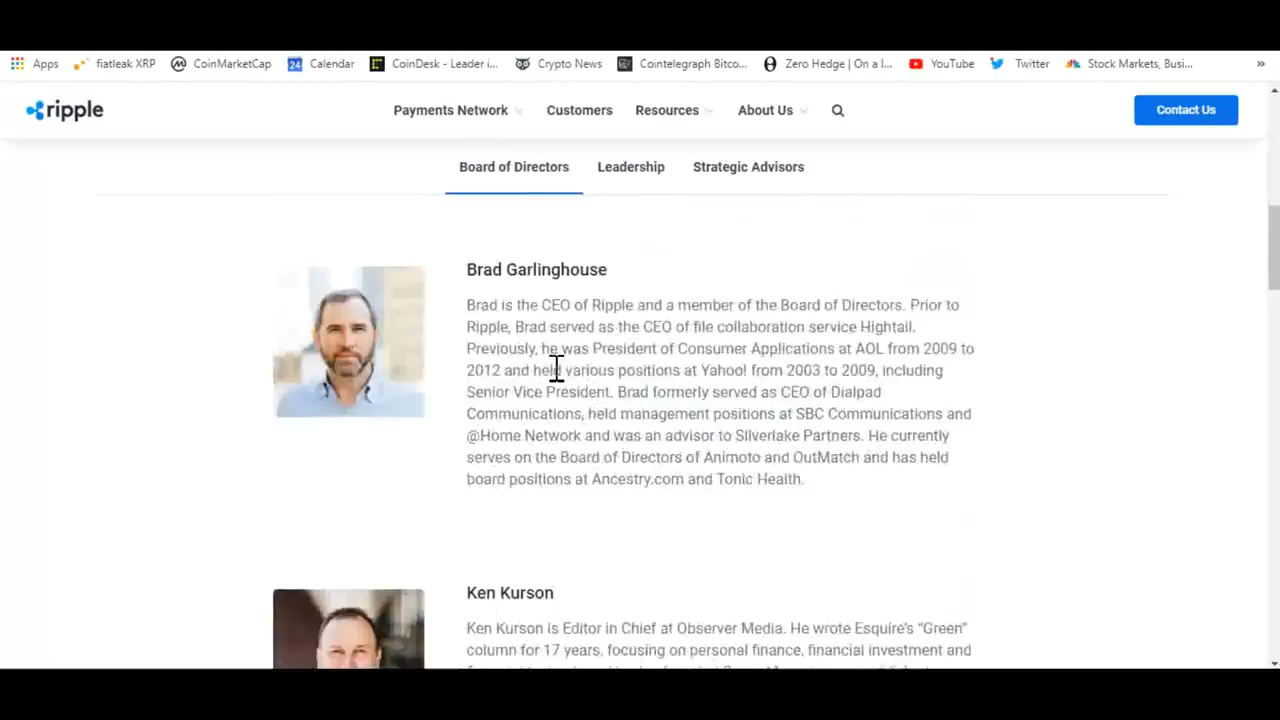 Apps fiatleak XRP CoinMarketCap Calendar CoinDesk - Leader i... Crypto News Cointelegraph Bitco... Zero Hedge | On a l... YouTube Twitter Stock Markets, Busi... »
ripple Payments Network Customers Resources About Us Contact Us
Board of Directors Leadership Strategic Advisors
Brad Garlinghouse
Brad is the CEO of Ripple and a member of the Board of Directors. Prior to
Ripple, Brad served as the CEO of file collaboration service Hightail.
Previously, he was President of Consumer Applications at AOL from 2009 to
2012 and held various positions at Yahoo! from 2003 to 2009, including
Senior Vice President. Brad formerly served as CEO of Dialpad
Communications, held management positions at SBC Communications and
@Home Network and was an advisor to Silverlake Partners. He currently
serves on the Board of Directors of Animoto and OutMatch and has held
board positions at Ancestry.com and Tonic Health.
Ken Kurson
Ken Kurson is Editor in Chief at Observer Media. He wrote Esquire's “Green”
column for 17 years, focusing on personal finance, financial investment and